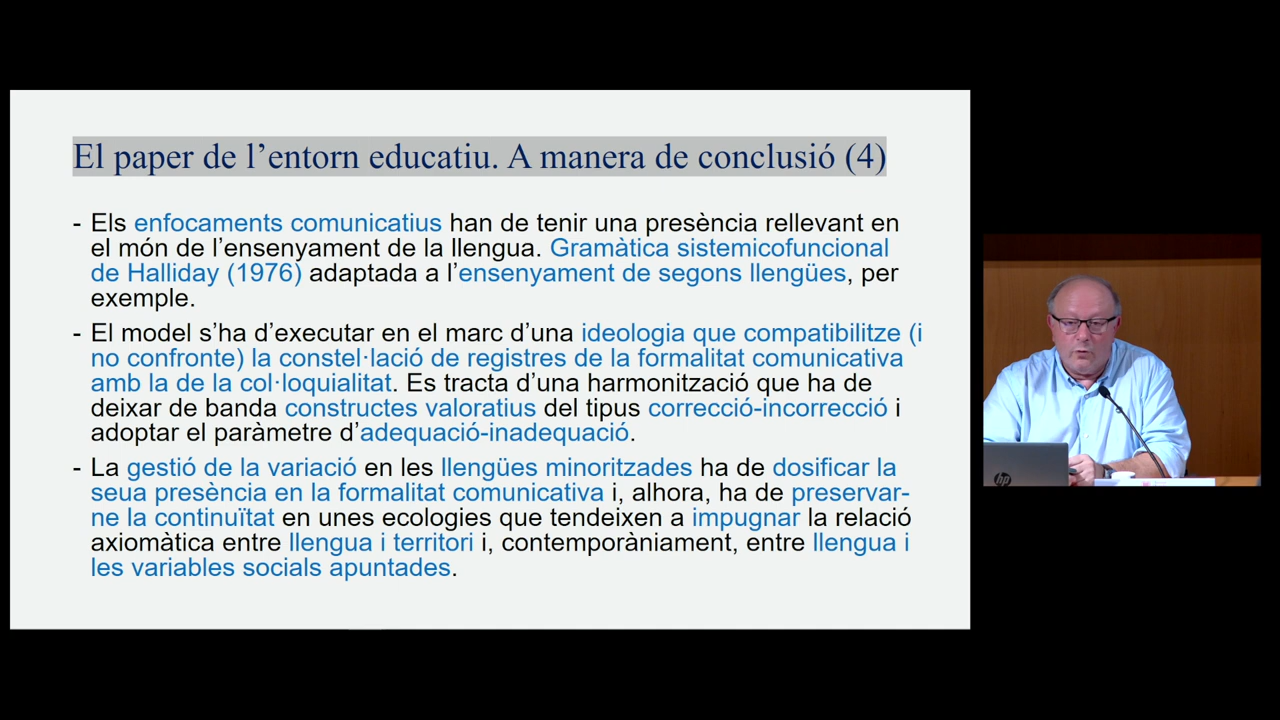 El paper de l’entorn educatiu. A manera de conclusió (4)
- Els enfocaments comunicatius han de tenir una presència rellevant en
el món de l’ensenyament de la llengua. Gramàtica sistemicofuncional
de Halliday (1976) adaptada a l’ensenyament de segons llengües, per
exemple.
- El model s’ha d’executar en el marc d’una ideologia que compatibilitze (i
no confronte) la constel·lació de registres de la formalitat comunicativa
amb la de la col·loquialitat. Es tracta d’una harmonització que ha de
deixar de banda constructes valoratius del tipus correcció-incorrecció i
adoptar el paràmetre d’adequació-inadequació.
- La gestió de la variació en les llengües minoritzades ha de dosificar la
seua presència en la formalitat comunicativa i, alhora, ha de preservar-
ne la continuïtat en unes ecologies que tendeixen a impugnar la relació
axiomàtica entre llengua i territori i, contemporàniament, entre llengua i
les variables socials apuntades.
hp